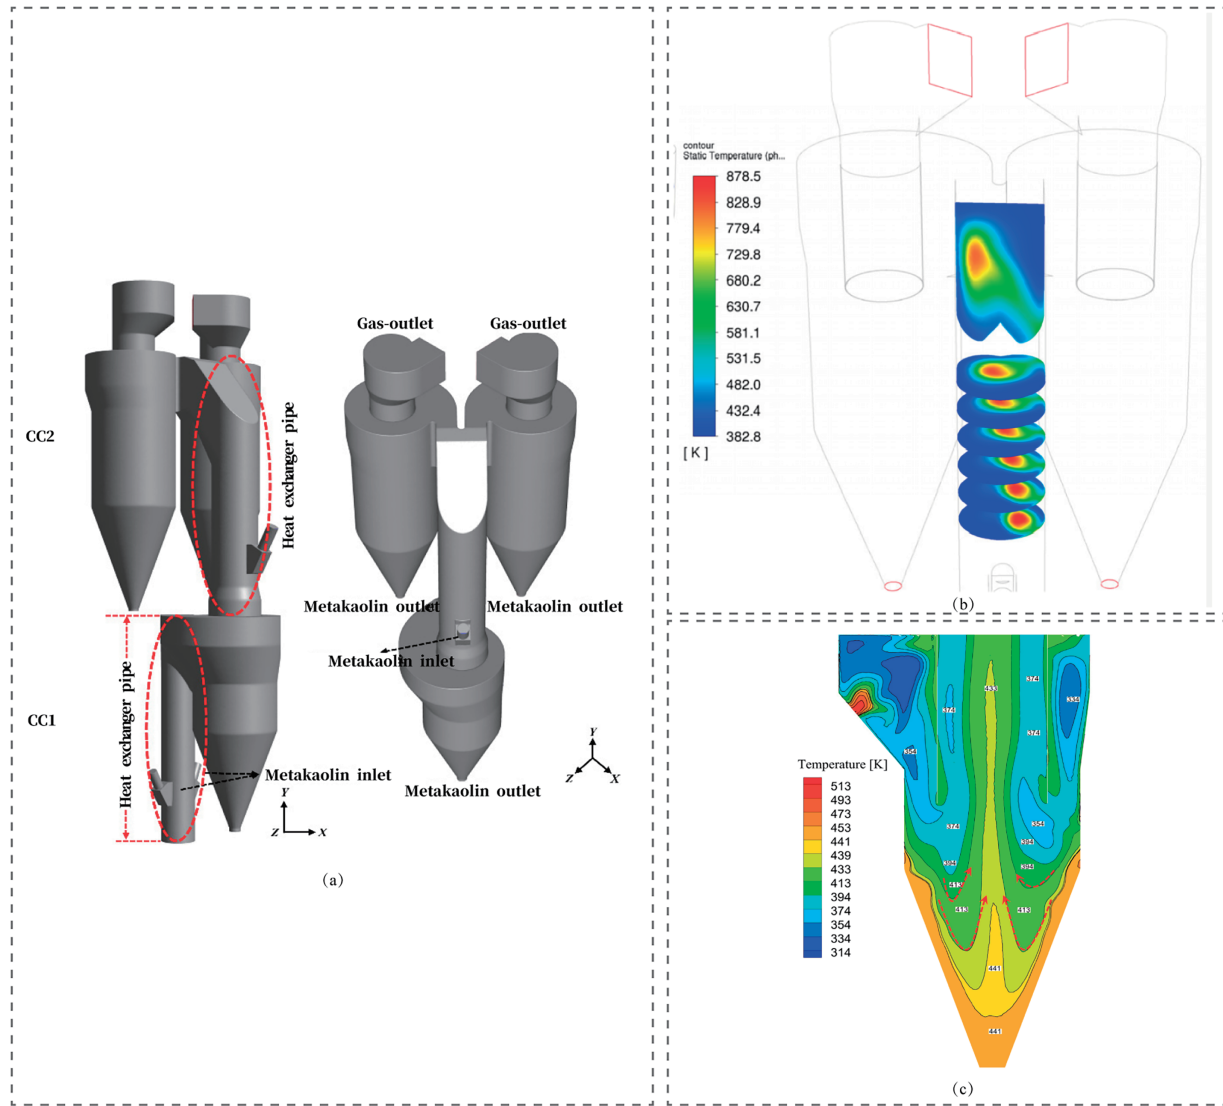 CC2
CC1
Heat exchanger pipe
Heat exchanger pipe
Metakaolin inlet
Y
Z
X
Gas-outlet
Gas-outlet
Metakaolin outlet
Metakaolin outlet
Metakaolin inlet
Metakaolin outlet
Y
Z
X
(a)
contour
Static Temperature (ph...
878.5
828.9
779.4
729.8
680.2
630.7
581.1
531.5
482.0
432.4
382.8
[ K ]
(b)
Temperature [K]
513
493
473
453
441
439
433
413
394
374
354
334
314
433
374
334
374
374
354
374
354
394
394
394
413
413
413
441
441
(c)